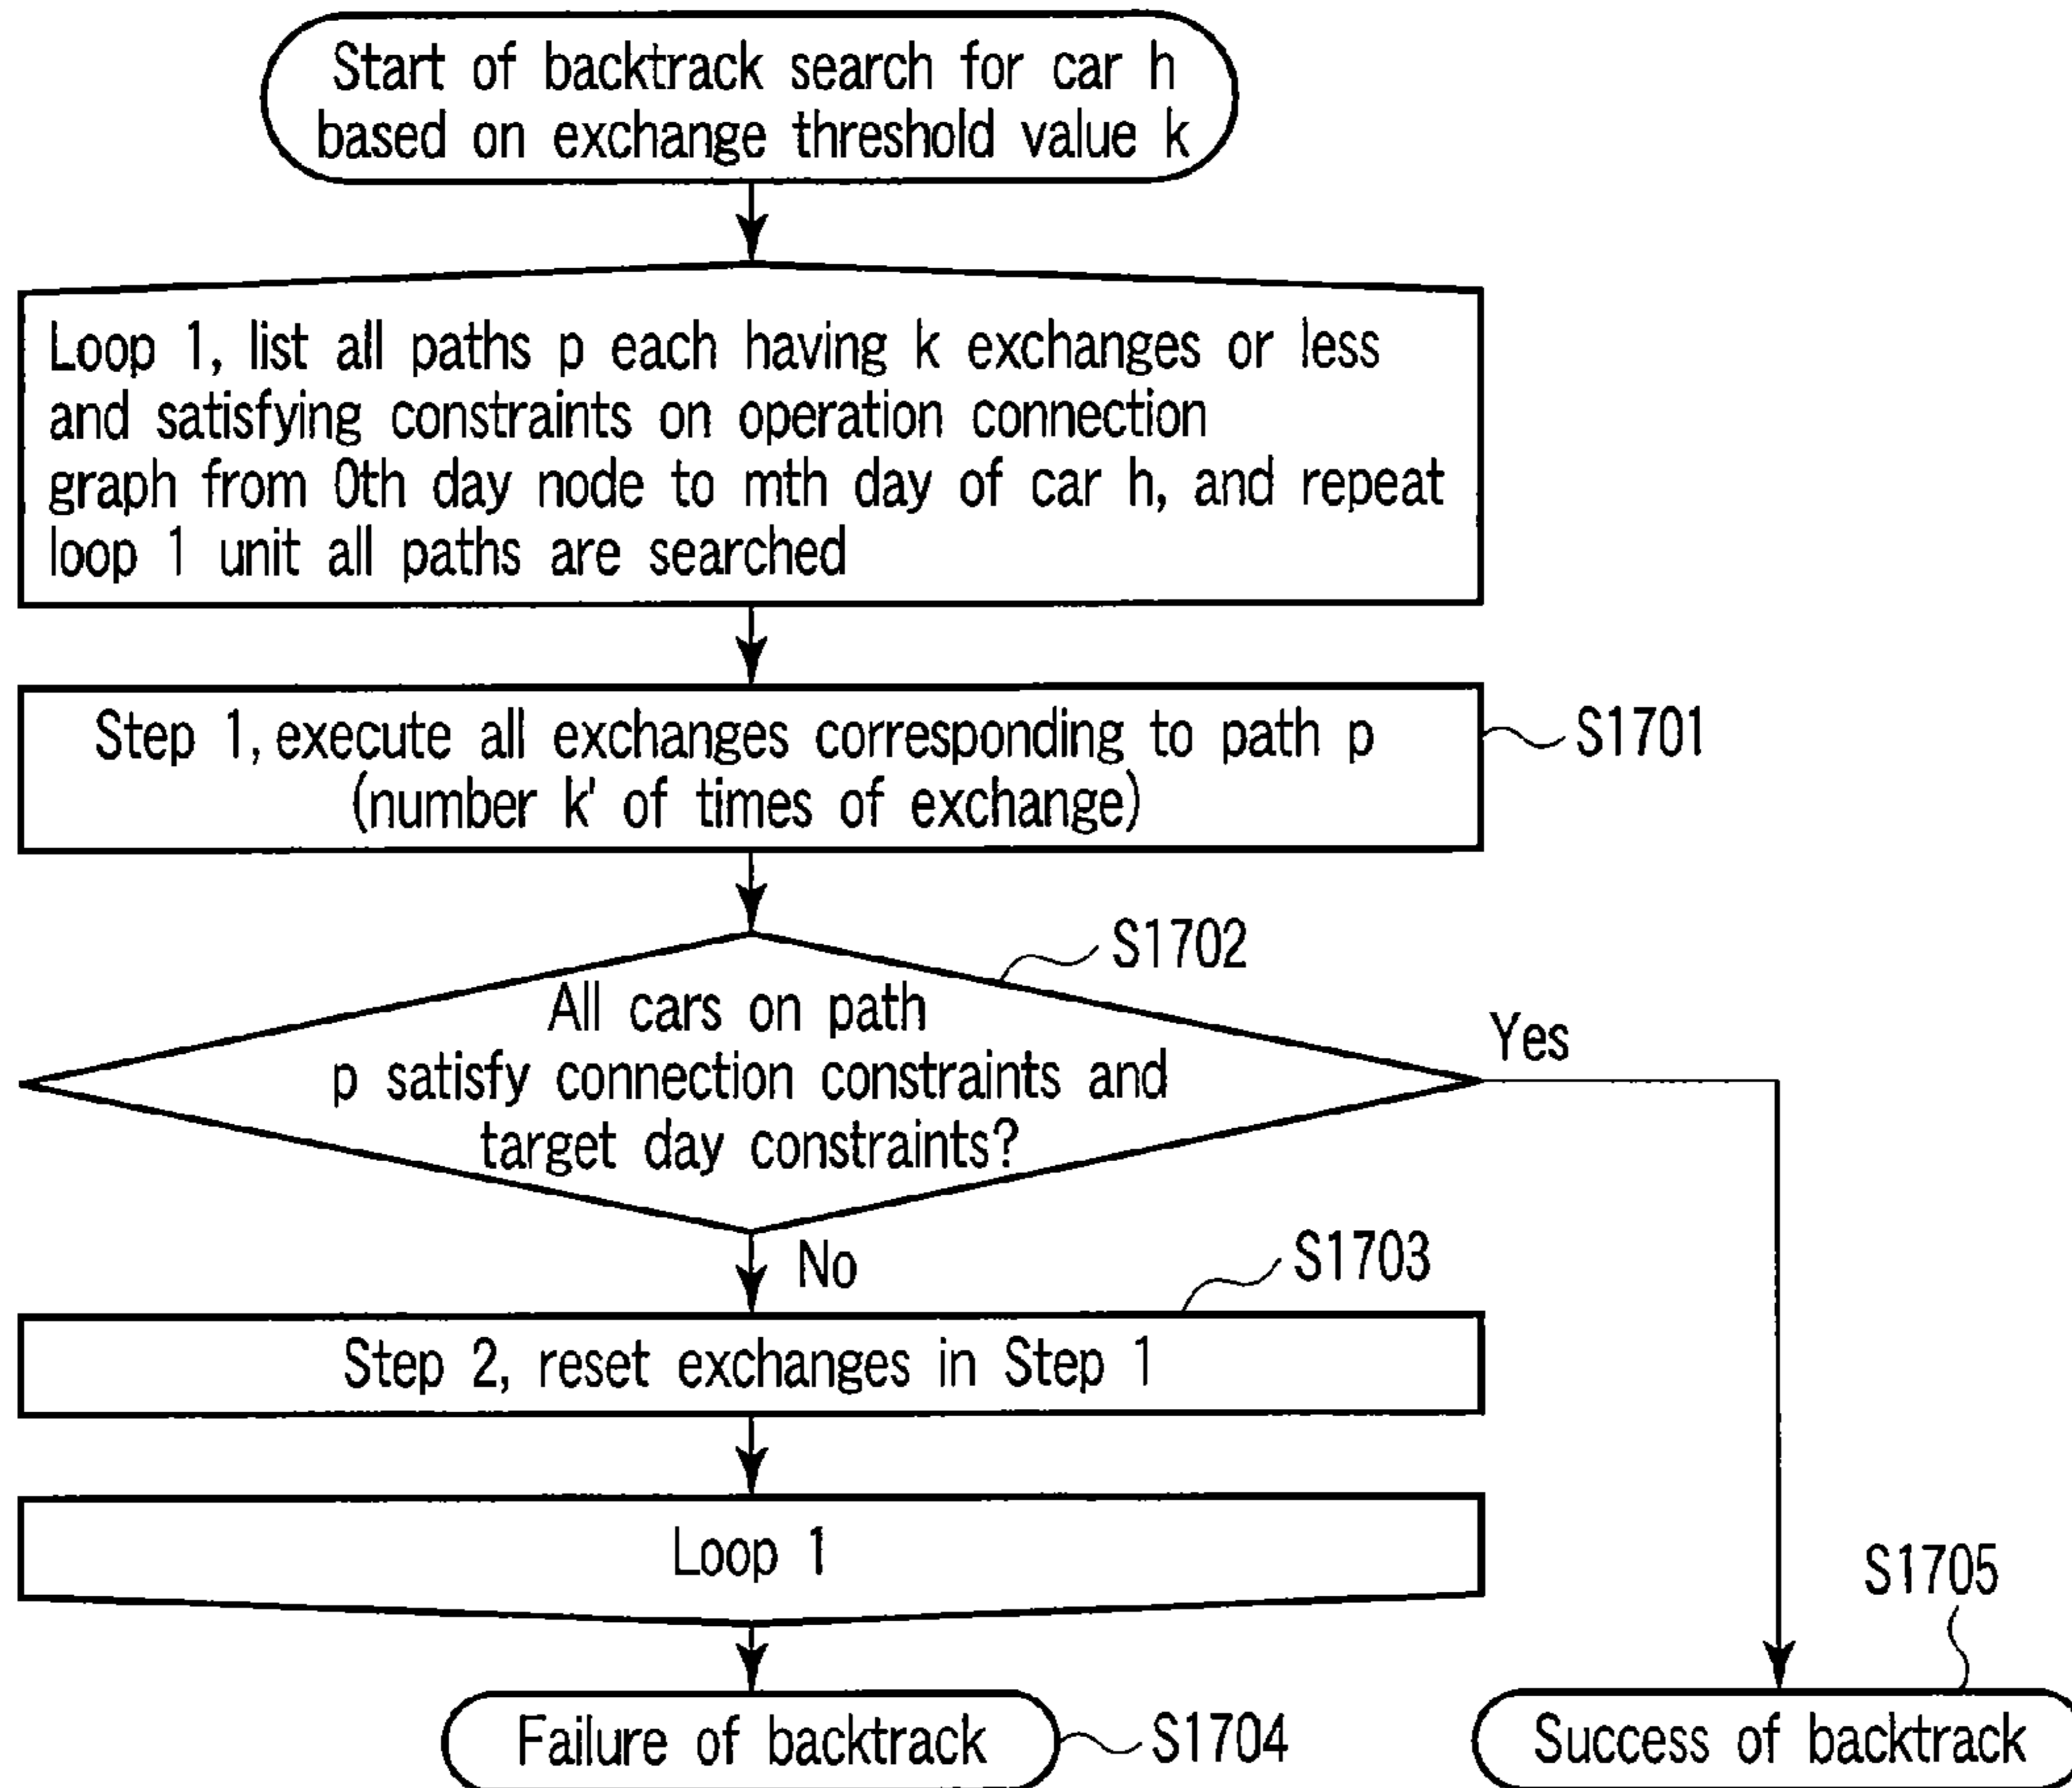 Start of backtrack search for car h
based on exchange threshold value k
Loop 1, list all paths p each having k exchanges or less
and satisfying constraints on operation connection
graph from 0th day node to mth day of car h, and repeat
loop 1 unit all paths are searched
Step 1, execute all exchanges corresponding to path p
(number k' of times of exchange)
S1701
S1702
All cars on path
p satisfy connection constraints and
target day constraints?
Yes
No
S1703
Step 2, reset exchanges in Step 1
Loop 1
S1705
Failure of backtrack
S1704
Success of backtrack